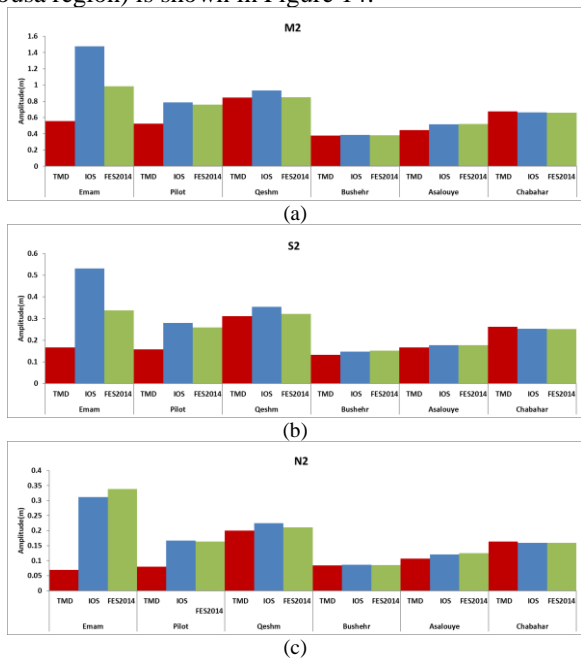 ousa region) is shown in Figure 14.
M2
Amplitude(m)
1.6
1.4
1.2
1
0.8
0.6
0.4
0.2
0
TMD IOS FES2014 TMD IOS FES2014 TMD IOS FES2014 TMD IOS FES2014 TMD IOS FES2014 TMD IOS FES2014
Emam Pilot Qeshm Bushehr Asalouye Chabahar
(a)
S2
Amplitude(m)
0.6
0.5
0.4
0.3
0.2
0.1
0
TMD IOS FES2014 TMD IOS FES2014 TMD IOS FES2014 TMD IOS FES2014 TMD IOS FES2014 TMD IOS FES2014
Emam Pilot Qeshm Bushehr Asalouye Chabahar
(b)
N2
Amplitude(m)
0.4
0.35
0.3
0.25
0.2
0.15
0.1
0.05
0
TMD IOS FES2014 TMD IOS FES2014 TMD IOS FES2014 TMD IOS FES2014 TMD IOS FES2014 TMD IOS FES2014
Emam Pilot Qeshm Bushehr Asalouye Chabahar
(c)